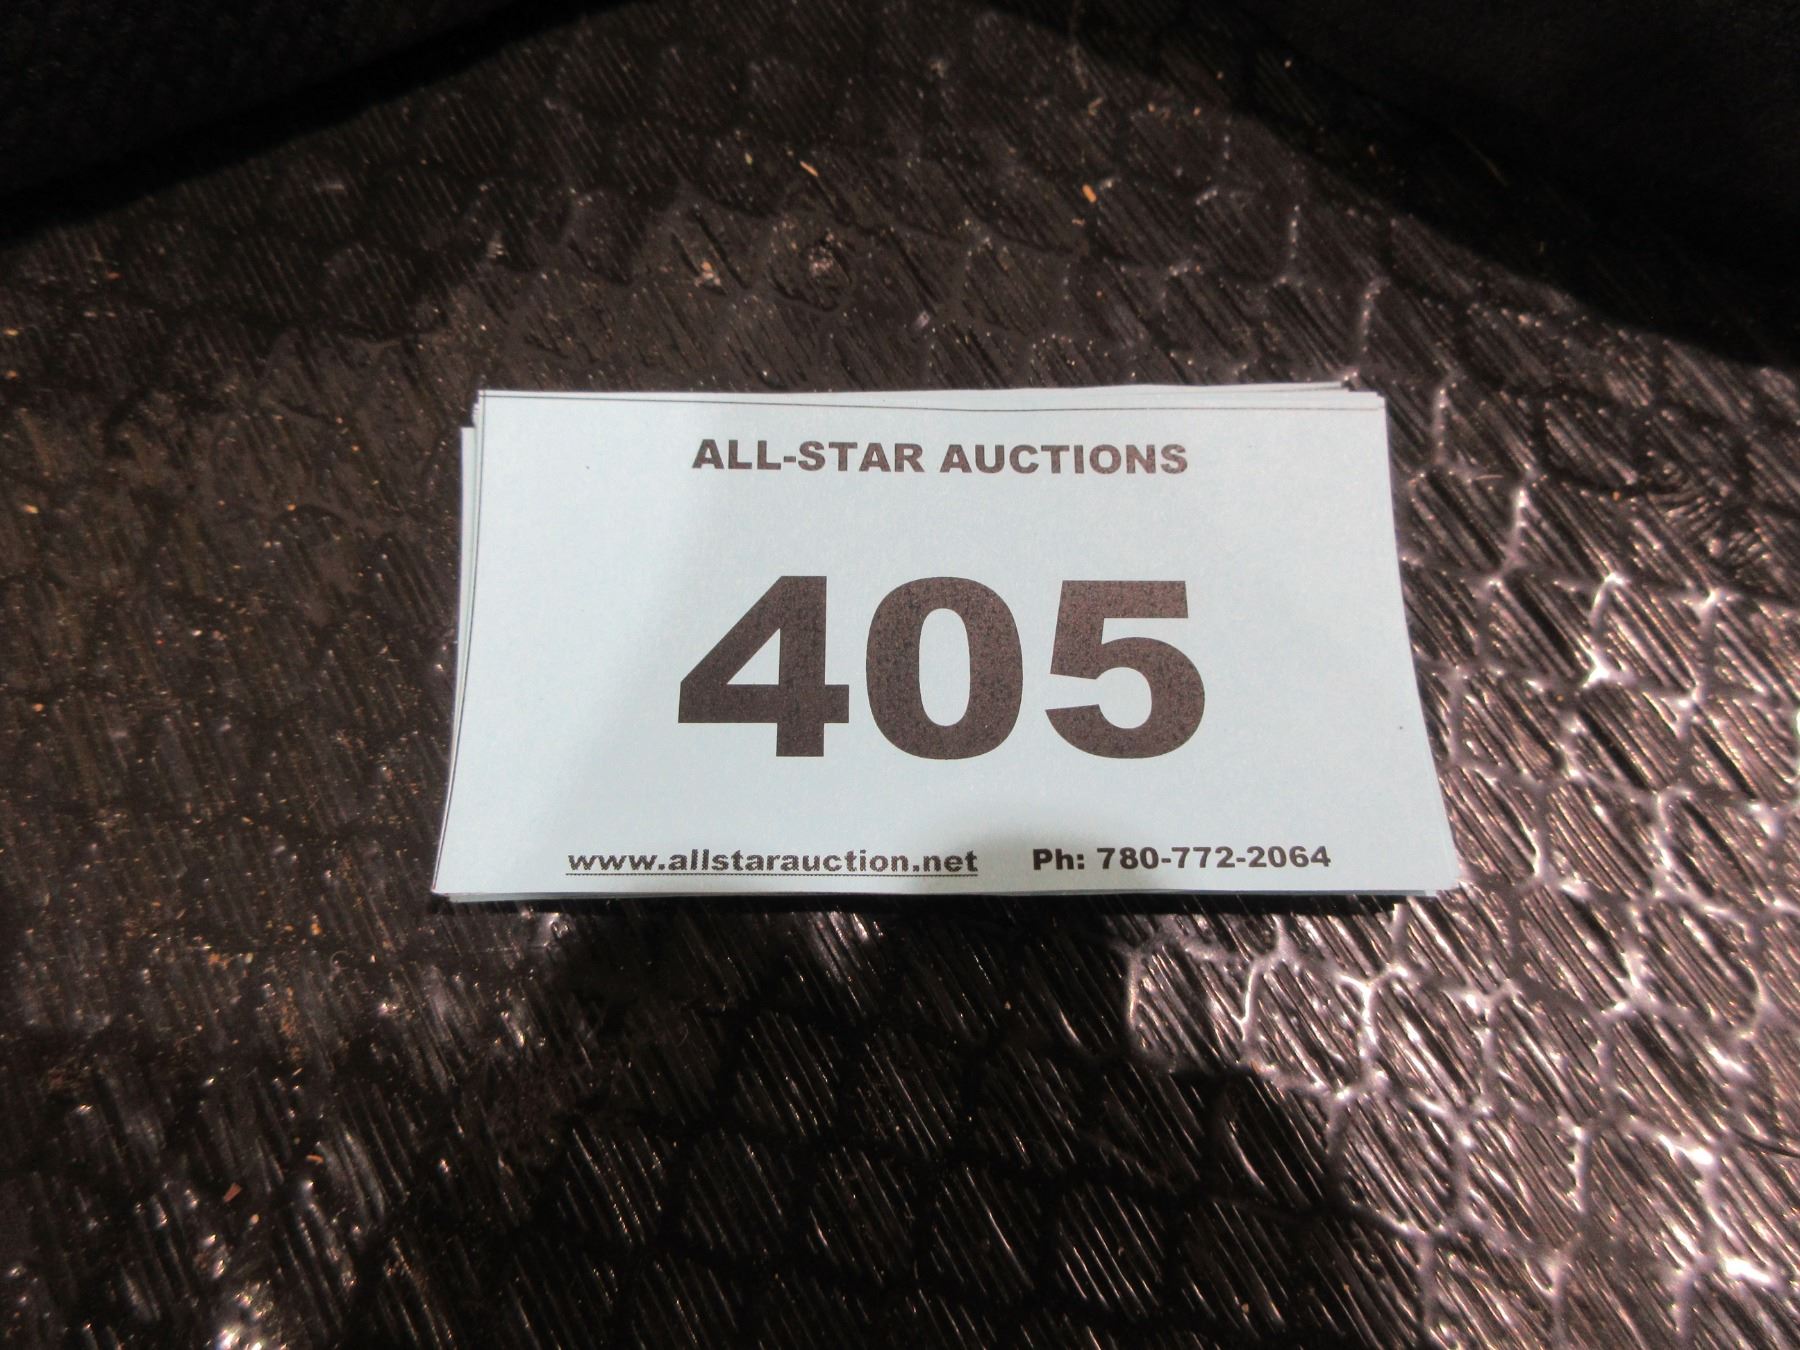 ALL-STAR AUCTIONS
405
www.allstarauction.net Ph: 780-772-2064